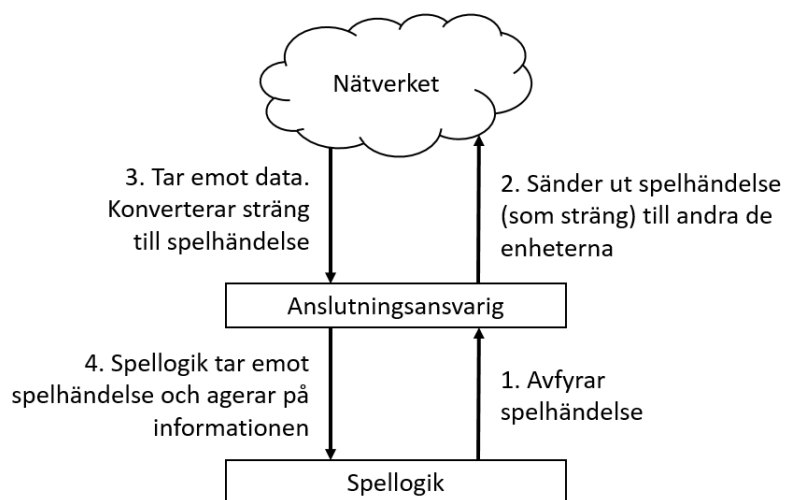 Nätverket
3. Tar emot data.
Konverterar sträng
till spelhändelse
2. Sänder ut spelhändelse
(som sträng) till andra de
enheterna
Anslutningsansvarig
4. Spellogik tar emot
spelhändelse och agerar på
informationen
1. Avfyrar
spelhändelse
Spellogik